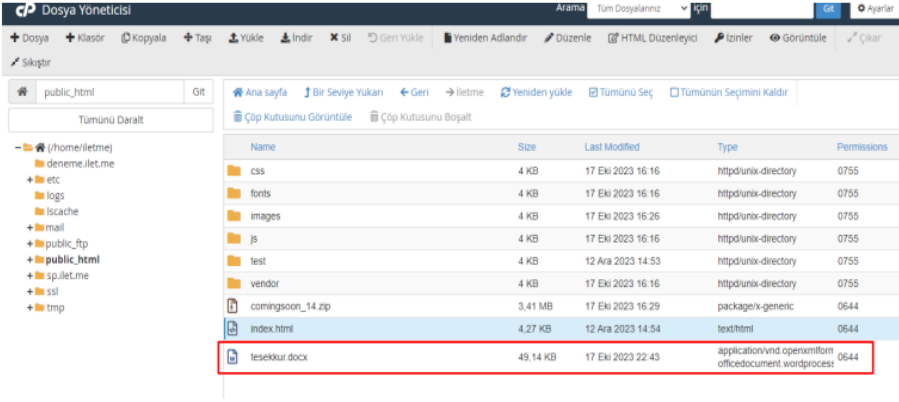 cP Dosya Yöneticisi
Arama Tüm Dosyalarınız için Git Ayarlar
Dosya Klasör Kopyala Taşı Yükle İndir Sil Geri Yükle Yeniden Adlandır Düzenle HTML Düzenleyici İzinler Görüntüle Çıkar
Sıkıştır
public_html Git
Ana sayfa Bir Seviye Yukarı Geri İletme Yeniden yükle Tümünü Seç Tümünün Seçimini Kaldır
Tümünü Daralt
Çöp Kutusunu Görüntüle Çöp Kutusunu Boşalt
(/home/iletme)
deneme.ilet.me
etc
logs
lscache
mail
public_ftp
public_html
sp.ilet.me
ssl
tmp
Name Size Last Modified Type Permissions
css 4 KB 17 Eki 2023 16:16 httpd/unix-directory 0755
fonts 4 KB 17 Eki 2023 16:16 httpd/unix-directory 0755
images 4 KB 17 Eki 2023 16:26 httpd/unix-directory 0755
js 4 KB 17 Eki 2023 16:16 httpd/unix-directory 0755
test 4 KB 12 Ara 2023 14:53 httpd/unix-directory 0755
vendor 4 KB 17 Eki 2023 16:16 httpd/unix-directory 0755
comingsoon_14.zip 3,41 MB 17 Eki 2023 16:29 package/x-generic 0644
index.html 4,27 KB 12 Ara 2023 14:54 text/html 0644
tesekkur.docx 49,14 KB 17 Eki 2023 22:43 application/vnd.openxmlform 0644
officedocument.wordprocess